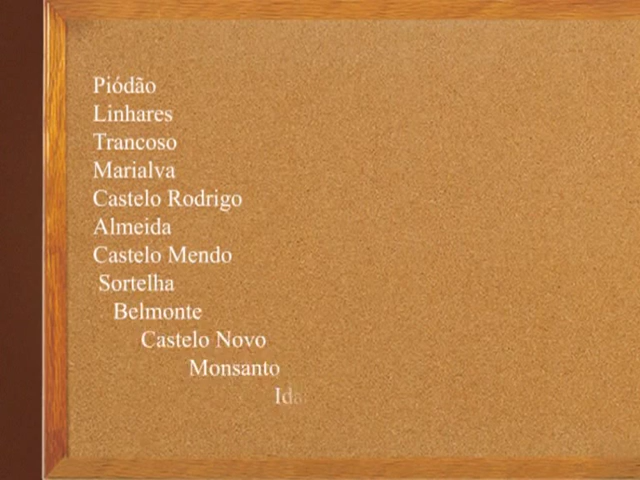 Piódão
Linhares
Trancoso
Marialva
Castelo Rodrigo
Almeida
Castelo Mendo
Sortelha
Belmonte
Castelo Novo
Monsanto